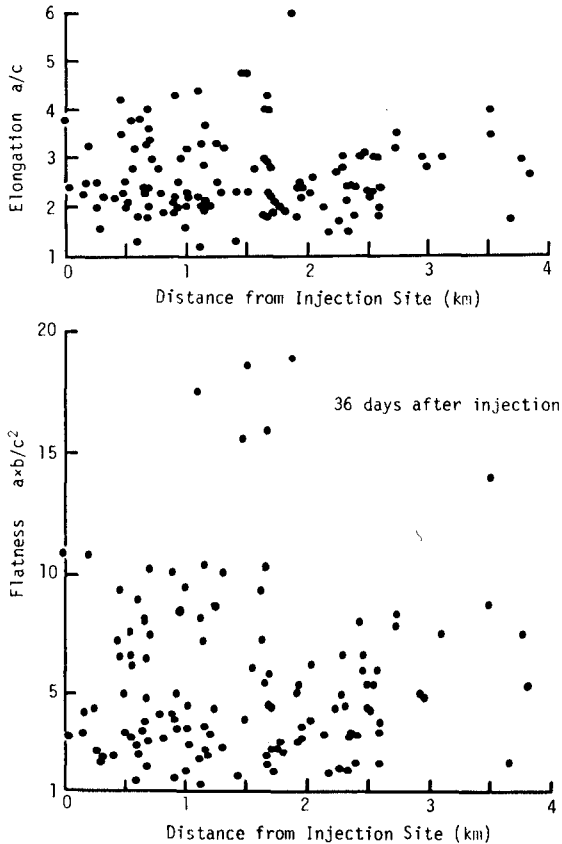 6
5
4
3
2
1
Elongation a/c
0 1 2 3 4
Distance from Injection Site (km)
20
15
10
5
1
Flatness a×b/c²
36 days after injection
0 1 2 3 4
Distance from Injection Site (km)